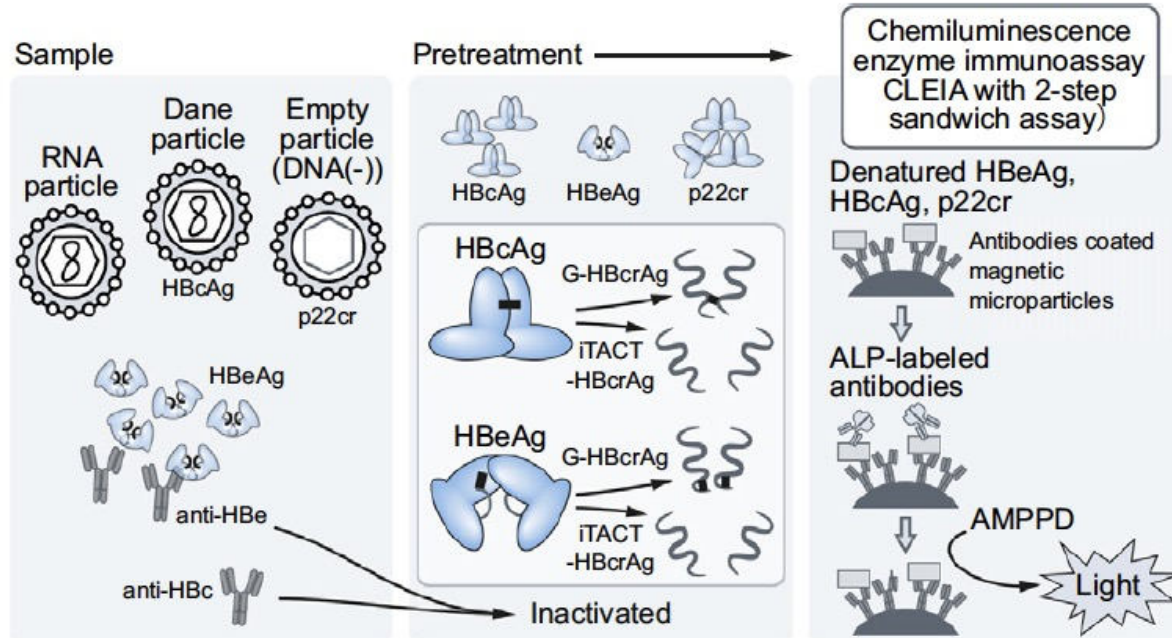 Sample
RNA
particle
Dane
particle
HBcAg
Empty
particle
(DNA(-))
p22cr
HBeAg
anti-HBe
anti-HBc
Pretreatment
HBcAg
HBeAg
p22cr
HBcAg
G-HBcrAg
iTACT
-HBcrAg
HBeAg
G-HBcrAg
iTACT
-HBcrAg
Inactivated
Chemiluminescence
enzyme immunoassay
CLEIA with 2-step
sandwich assay)
Denatured HBeAg,
HBcAg, p22cr
Antibodies coated
magnetic
microparticles
ALP-labeled
antibodies
AMPPD
Light